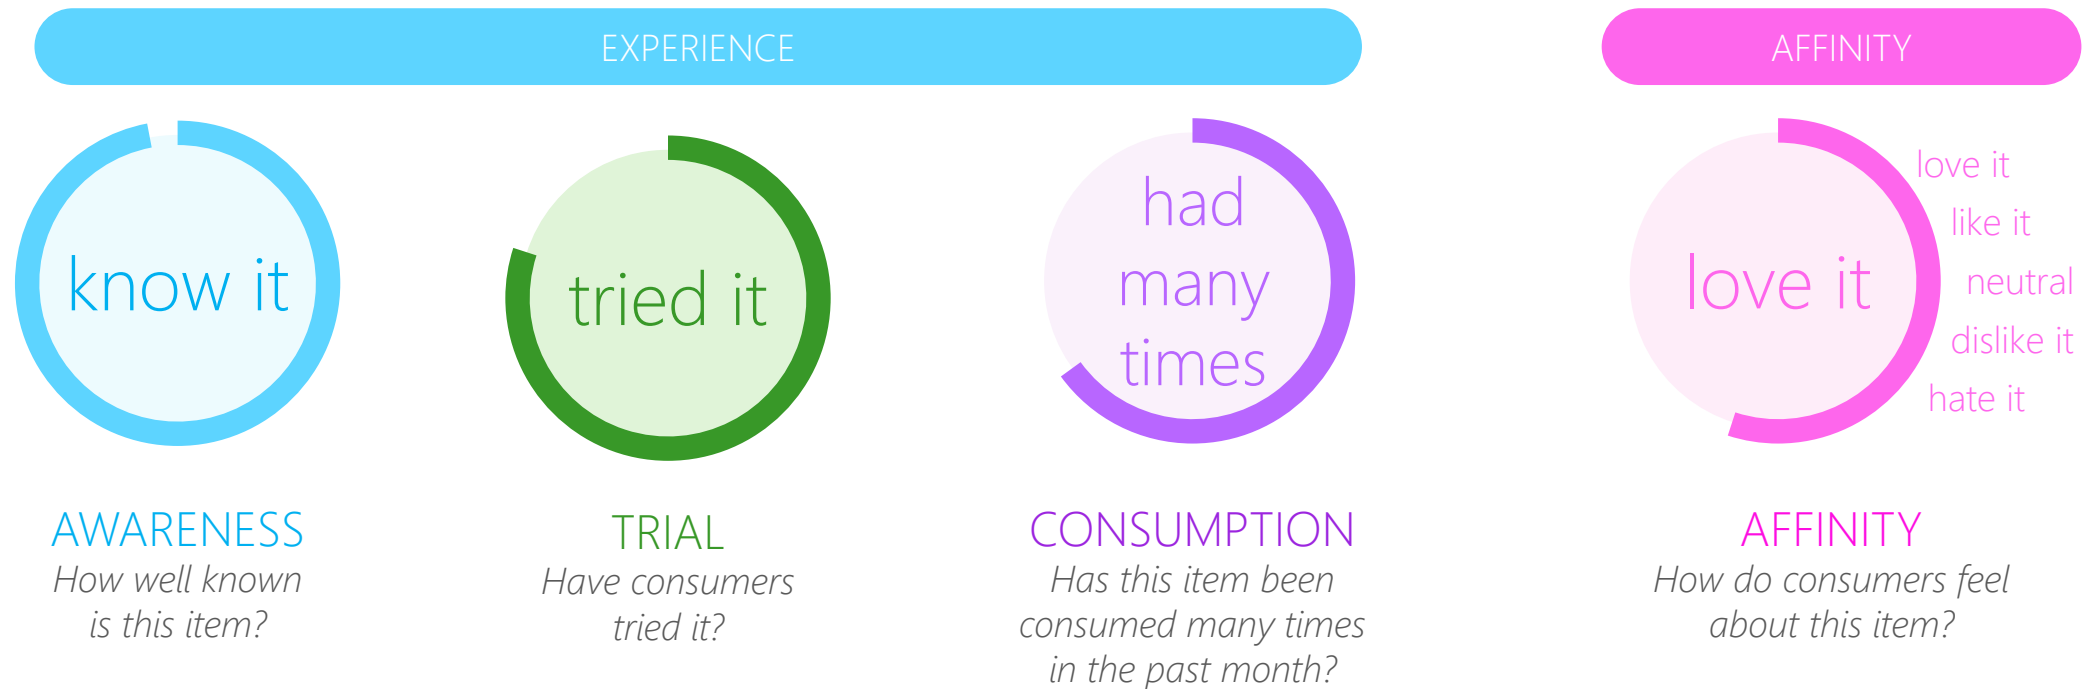 EXPERIENCE
AFFINITY
know it
tried it
had
many
times
love it
love it
like it
neutral
dislike it
hate it
AWARENESS
How well known
is this item?
TRIAL
Have consumers
tried it?
CONSUMPTION
Has this item been
consumed many times
in the past month?
AFFINITY
How do consumers feel
about this item?